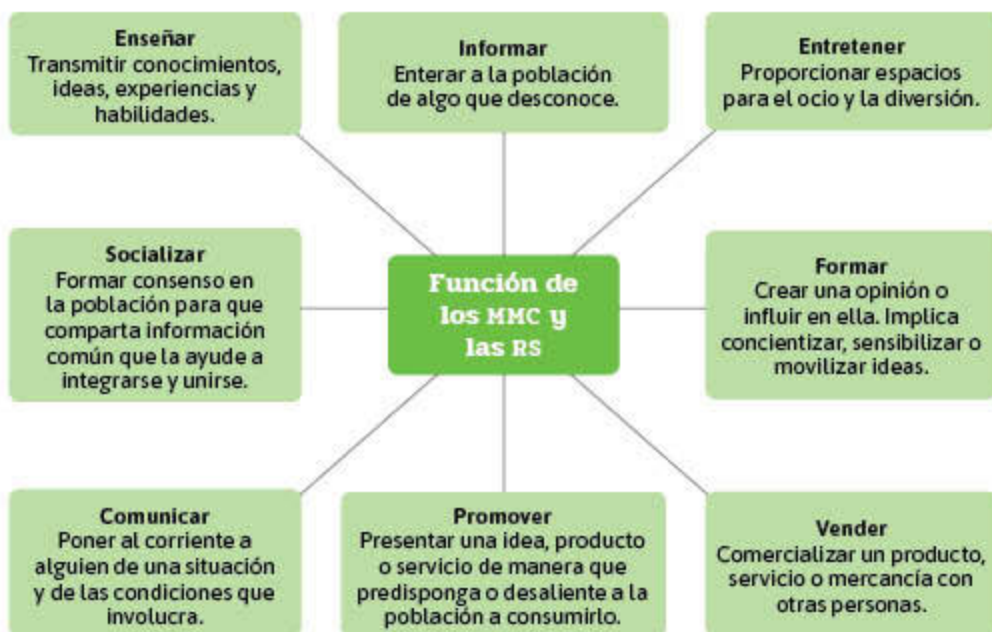 Enseñar
Transmitir conocimientos,
ideas, experiencias y
habilidades.
Informar
Enterar a la población
de algo que desconoce.
Entretener
Proporcionar espacios
para el ocio y la diversión.
Socializar
Formar consenso en
la población para que
comparta información
común que la ayude a
integrarse y unirse.
Función de
los MMC y
las RS
Formar
Crear una opinión o
influir en ella. Implica
concientizar, sensibilizar o
movilizar ideas.
Comunicar
Poner al corriente a
alguien de una situación
y de las condiciones que
involucra.
Promover
Presentar una idea, producto
o servicio de manera que
predisponga o desaliente a la
población a consumirlo.
Vender
Comercializar un producto,
servicio o mercancía con
otras personas.